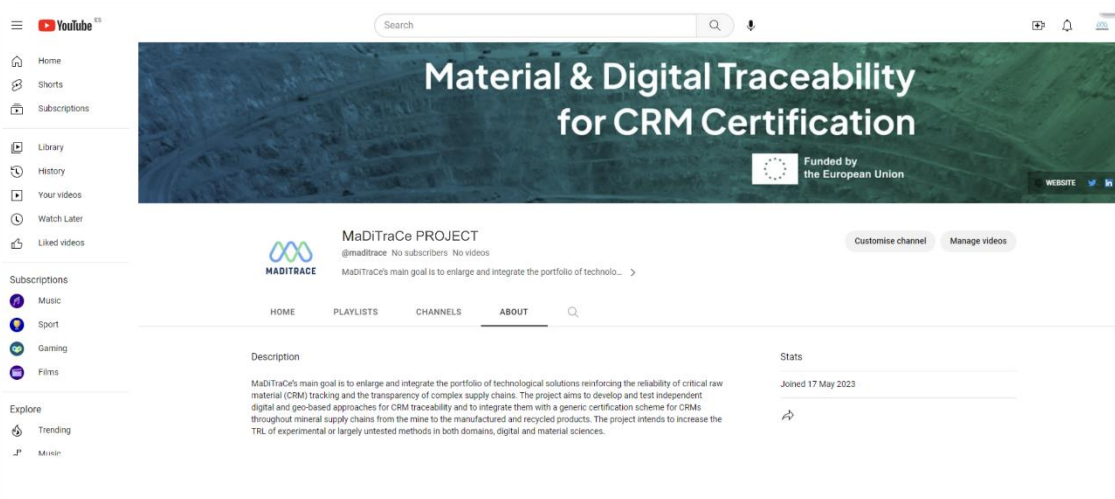 YouTube ES
Search
Home
Shorts
Subscriptions
Library
History
Your videos
Watch Later
Liked videos
Subscriptions
Music
Sport
Gaming
Films
Explore
Trending
Music
Material & Digital Traceability
for CRM Certification
Funded by
the European Union
WEBSITE
MADITRACE
MaDiTraCe PROJECT
@maditrace No subscribers No videos
MaDiTraCe's main goal is to enlarge and integrate the portfolio of technolo...
Customise channel Manage videos
HOME PLAYLISTS CHANNELS ABOUT
Description
MaDiTraCe's main goal is to enlarge and integrate the portfolio of technological solutions reinforcing the reliability of critical raw
material (CRM) tracking and the transparency of complex supply chains. The project aims to develop and test independent
digital and geo-based approaches for CRM traceability and to integrate them with a generic certification scheme for CRMs
throughout mineral supply chains from the mine to the manufactured and recycled products. The project intends to increase the
TRL of experimental or largely untested methods in both domains, digital and material sciences.
Stats
Joined 17 May 2023